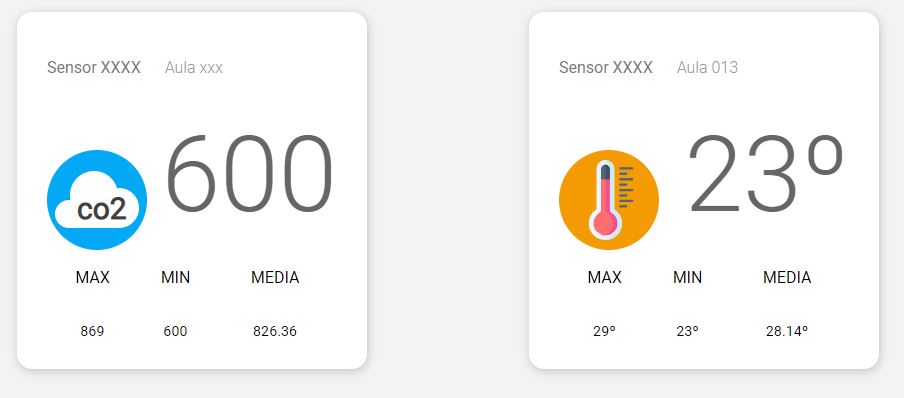 Sensor XXXX Aula xxx
co2 600
MAX MIN MEDIA
869 600 826.36
Sensor XXXX Aula 013
23º
MAX MIN MEDIA
29º 23º 28.14º